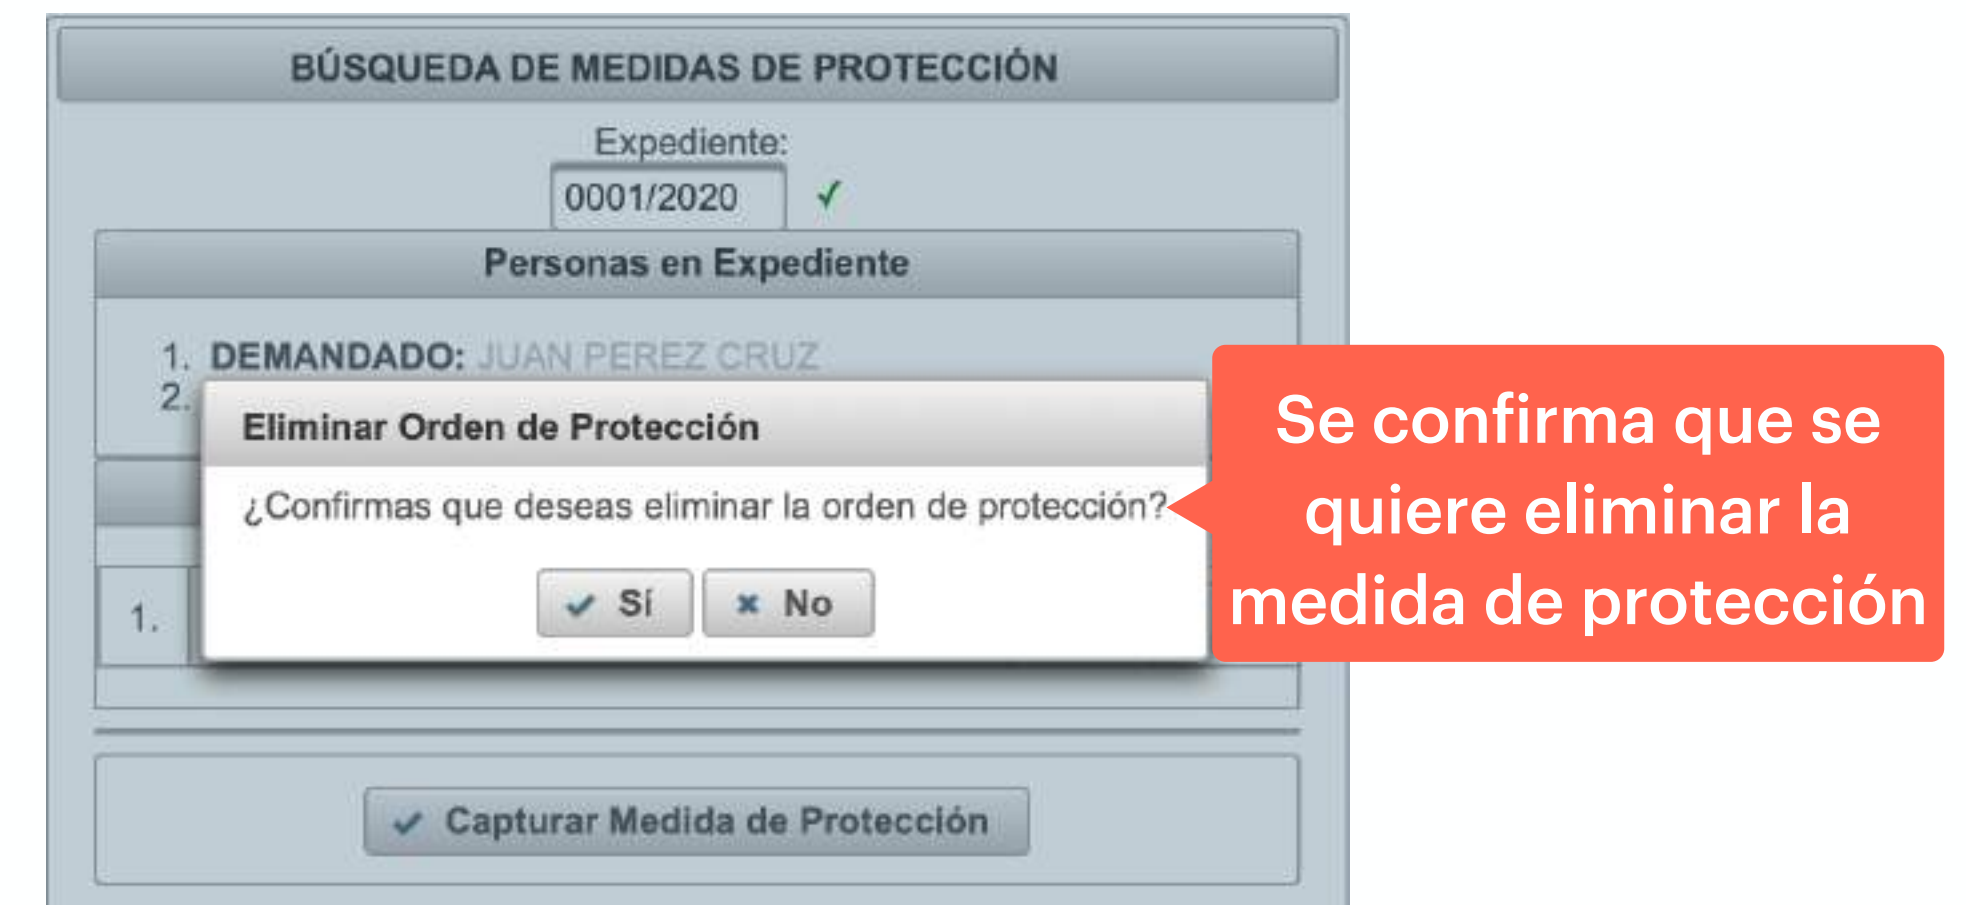 BÚSQUEDA DE MEDIDAS DE PROTECCIÓN
Expediente:
0001/2020
Personas en Expediente
1. DEMANDADO: JUAN PEREZ CRUZ
2.
Eliminar Orden de Protección
¿Confirmas que deseas eliminar la orden de protección?
Sí No
1.
Capturar Medida de Protección
Se confirma que se
quiere eliminar la
medida de protección